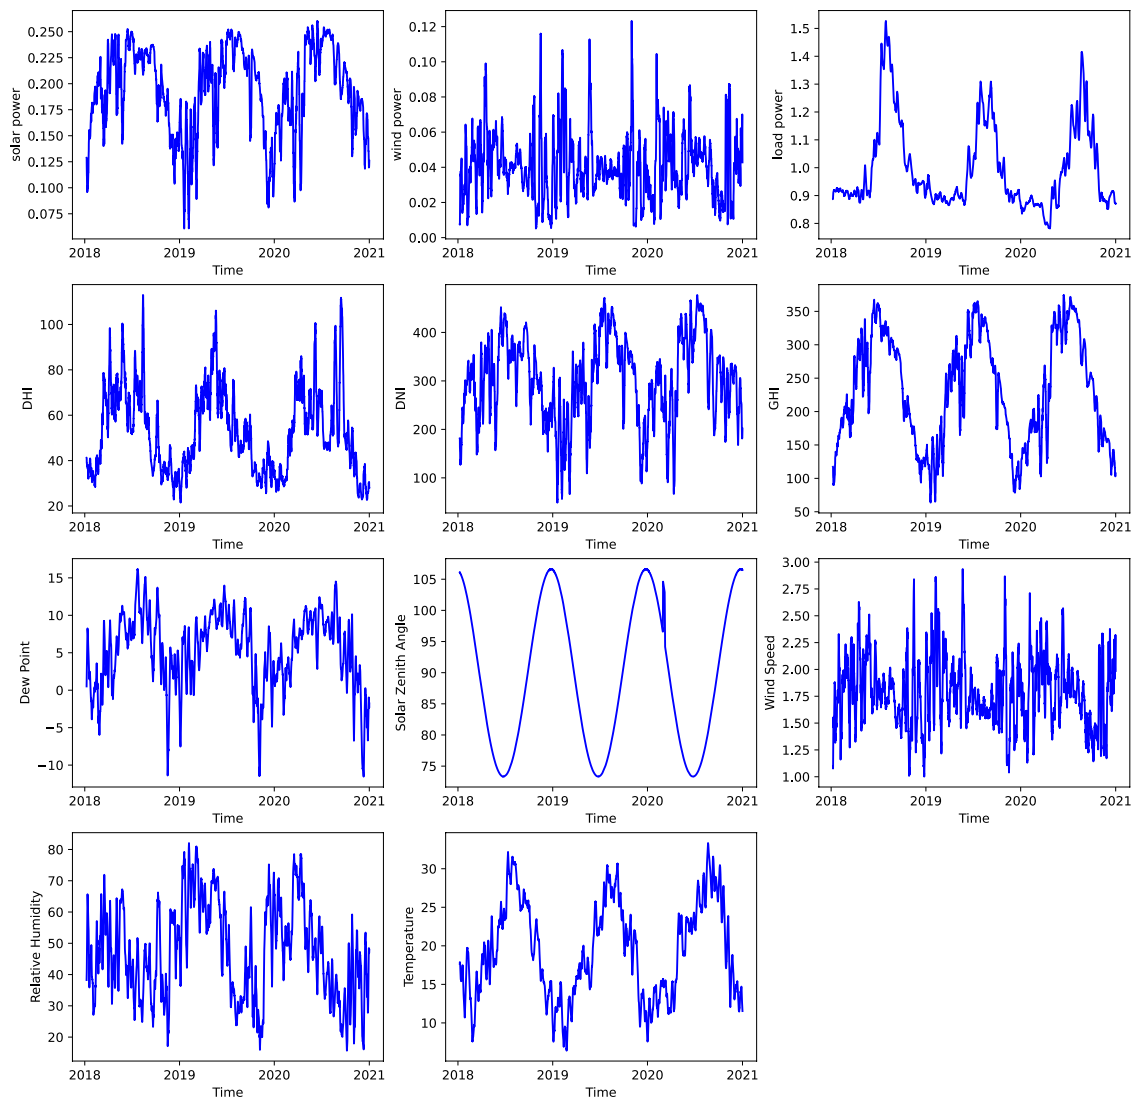 solar power
0.250
0.225
0.200
0.175
0.150
0.125
0.100
0.075
2018 2019 2020 2021
Time
wind power
0.12
0.10
0.08
0.06
0.04
0.02
0.00
2018 2019 2020 2021
Time
load power
1.5
1.4
1.3
1.2
1.1
1.0
0.9
0.8
2018 2019 2020 2021
Time
DHI
100
80
60
40
20
2018 2019 2020 2021
Time
DNI
400
300
200
100
2018 2019 2020 2021
Time
GHI
350
300
250
200
150
100
50
2018 2019 2020 2021
Time
Dew Point
15
10
5
0
−5
−10
2018 2019 2020 2021
Time
Solar Zenith Angle
105
100
95
90
85
80
75
2018 2019 2020 2021
Time
Wind Speed
3.00
2.75
2.50
2.25
2.00
1.75
1.50
1.25
1.00
2018 2019 2020 2021
Time
Relative Humidity
80
70
60
50
40
30
20
2018 2019 2020 2021
Time
Temperature
30
25
20
15
10
2018 2019 2020 2021
Time